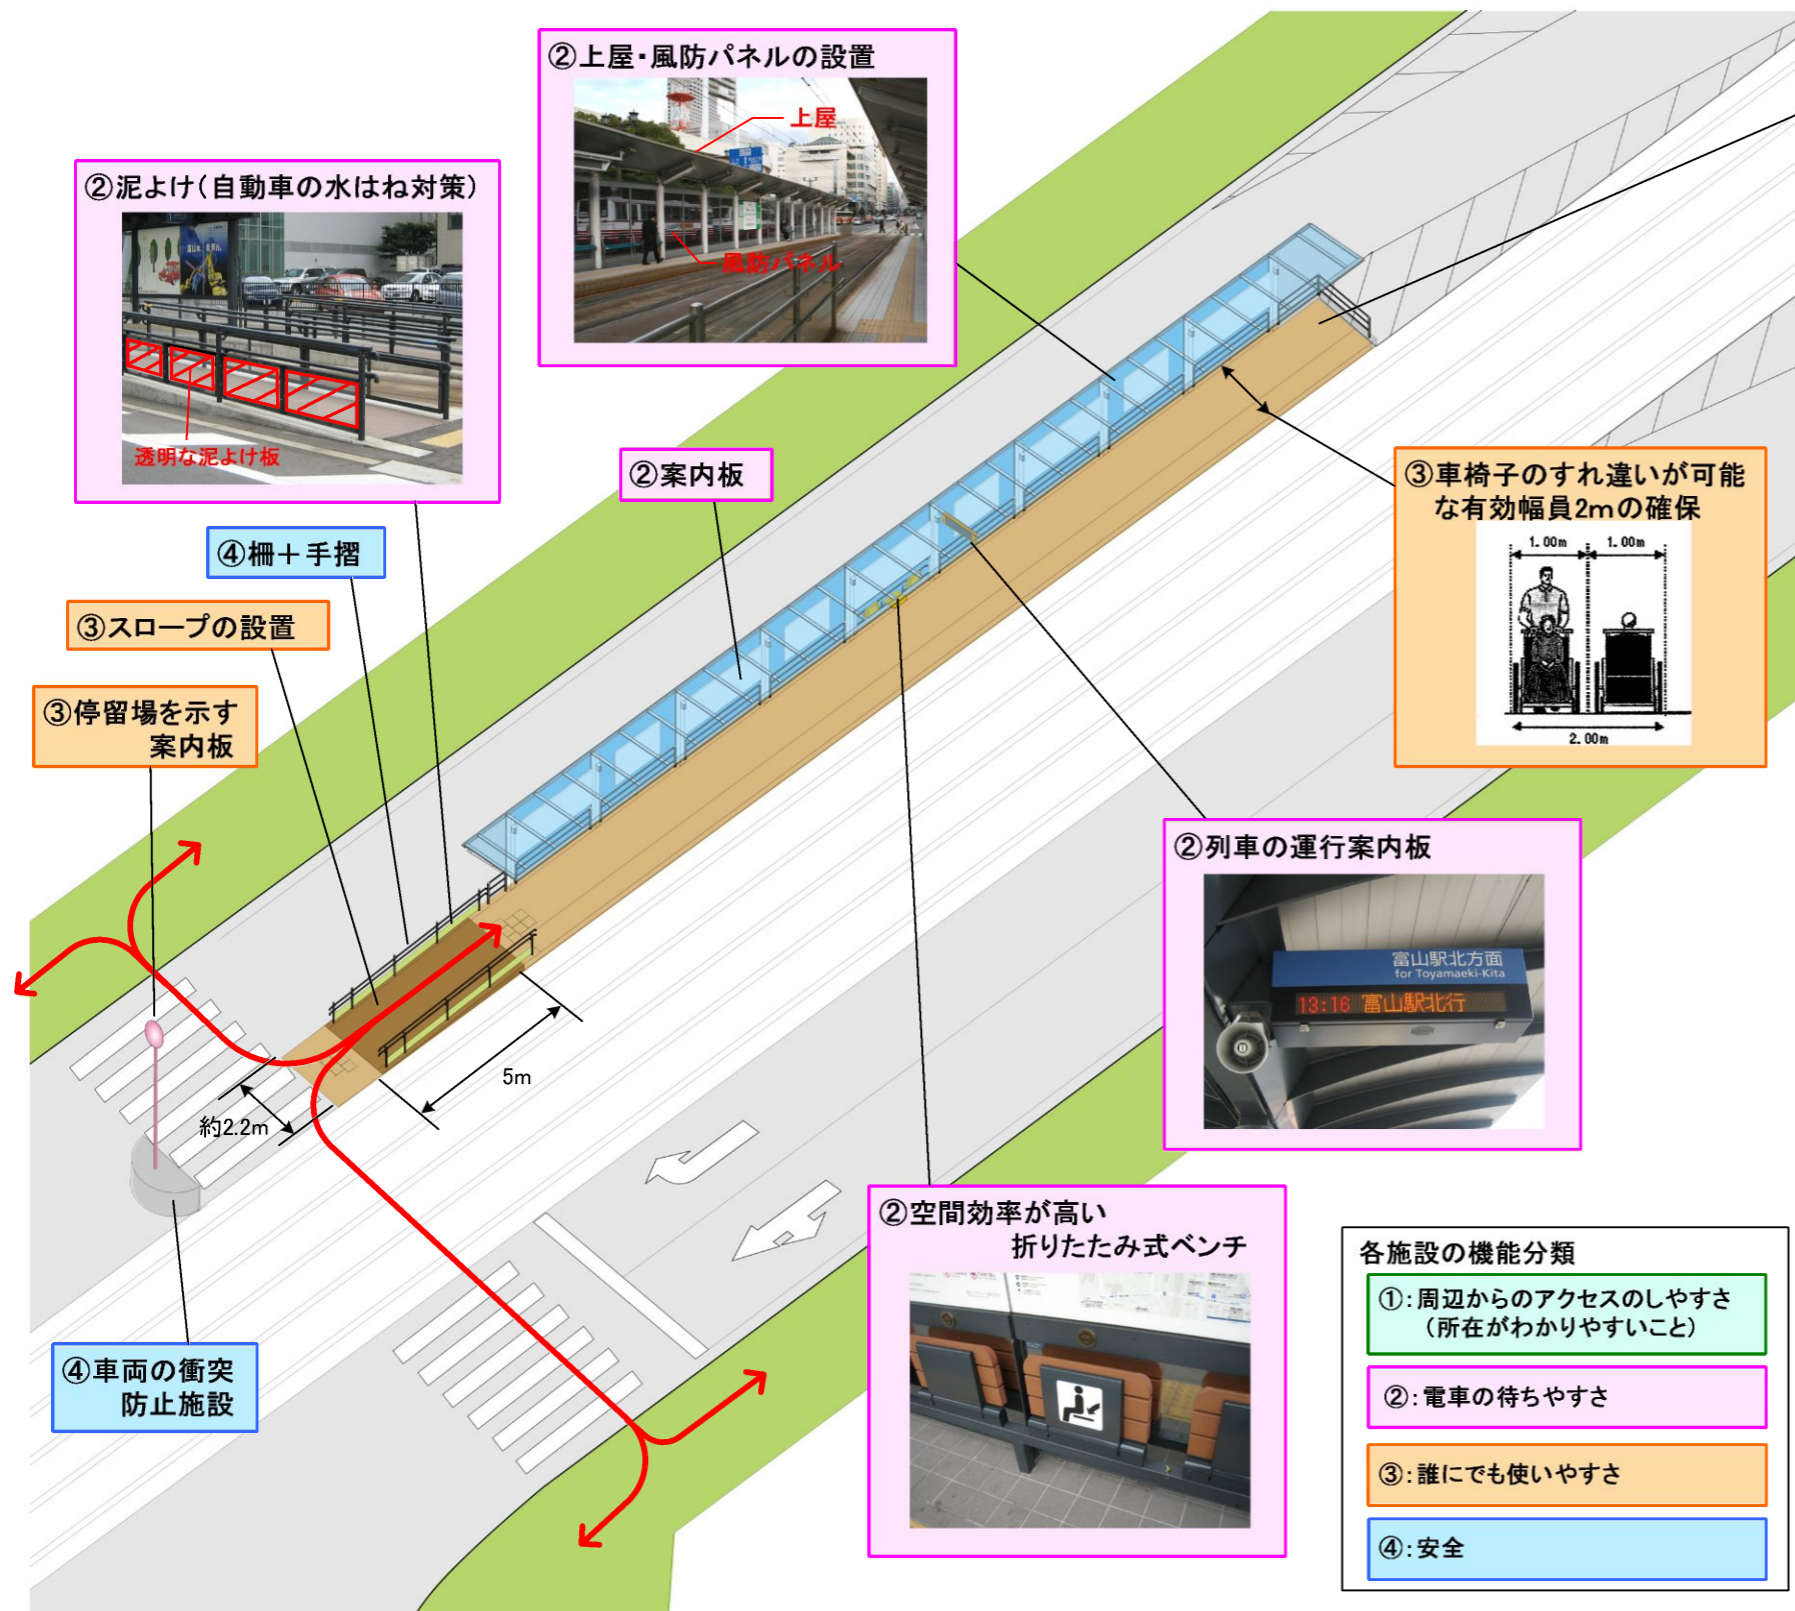 ②上屋・風防パネルの設置
上屋
風防パネル
②泥よけ(自動車の水はね対策)
透明な泥よけ板
②案内板
④柵＋手摺
③スロープの設置
③停留場を示す
案内板
③車椅子のすれ違いが可能
な有効幅員2mの確保
1.00m 1.00m
2.00m
②列車の運行案内板
富山駅北方面
for Toyamaeki-Kita
13:16 富山駅北行
5m
約2.2m
②空間効率が高い
折りたたみ式ベンチ
④車両の衝突
防止施設
各施設の機能分類
①:周辺からのアクセスのしやすさ
(所在がわかりやすいこと)
②:電車の待ちやすさ
③:誰にでも使いやすさ
④:安全